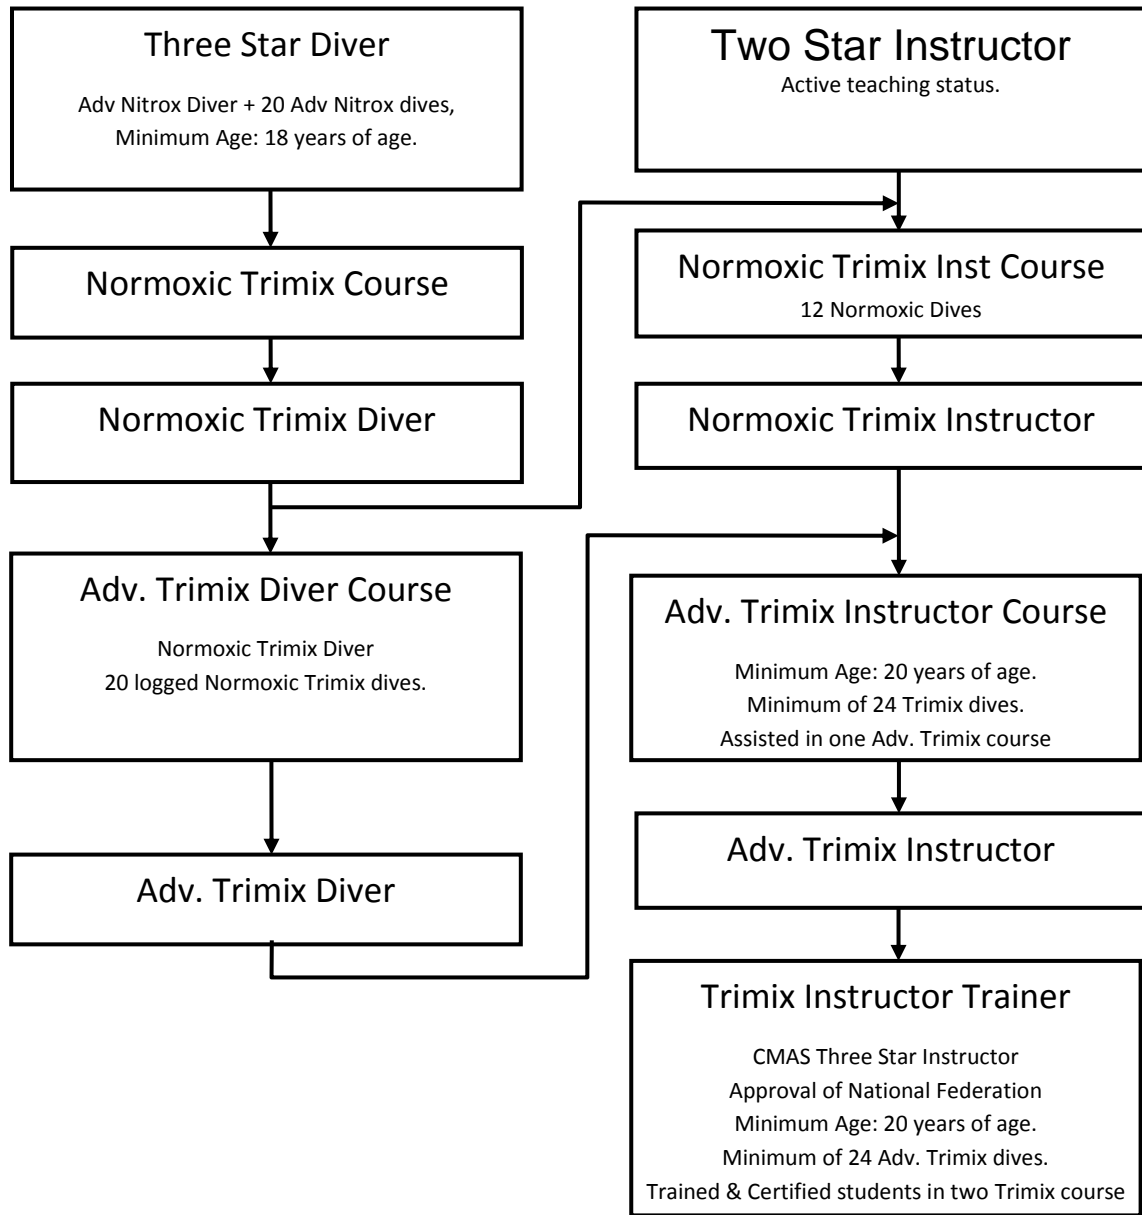 Three Star Diver
Adv Nitrox Diver + 20 Adv Nitrox dives,
Minimum Age: 18 years of age.
Normoxic Trimix Course
Normoxic Trimix Diver
Adv. Trimix Diver Course
Normoxic Trimix Diver
20 logged Normoxic Trimix dives.
Adv. Trimix Diver
Two Star Instructor
Active teaching status.
Normoxic Trimix Inst Course
12 Normoxic Dives
Normoxic Trimix Instructor
Adv. Trimix Instructor Course
Minimum Age: 20 years of age.
Minimum of 24 Trimix dives.
Assisted in one Adv. Trimix course
Adv. Trimix Instructor
Trimix Instructor Trainer
CMAS Three Star Instructor
Approval of National Federation
Minimum Age: 20 years of age.
Minimum of 24 Adv. Trimix dives.
Trained & Certified students in two Trimix course